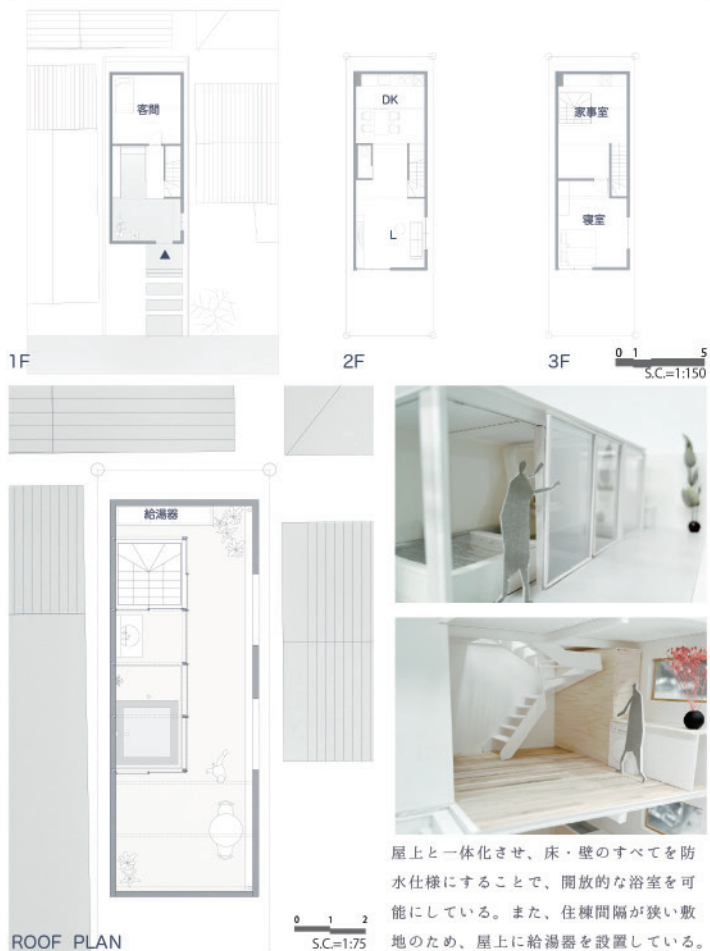 客間
DK
L
家事室
寝室
1F
2F
3F
0 1 5
S.C.=1:150
給湯器
ROOF PLAN
0 1 2
S.C.=1:75
屋上と一体化させ、床・壁のすべてを防
水仕様にすることで、開放的な浴室を可
能にしている。また、住棟間隔が狭い敷
地のため、屋上に給湯器を設置している。